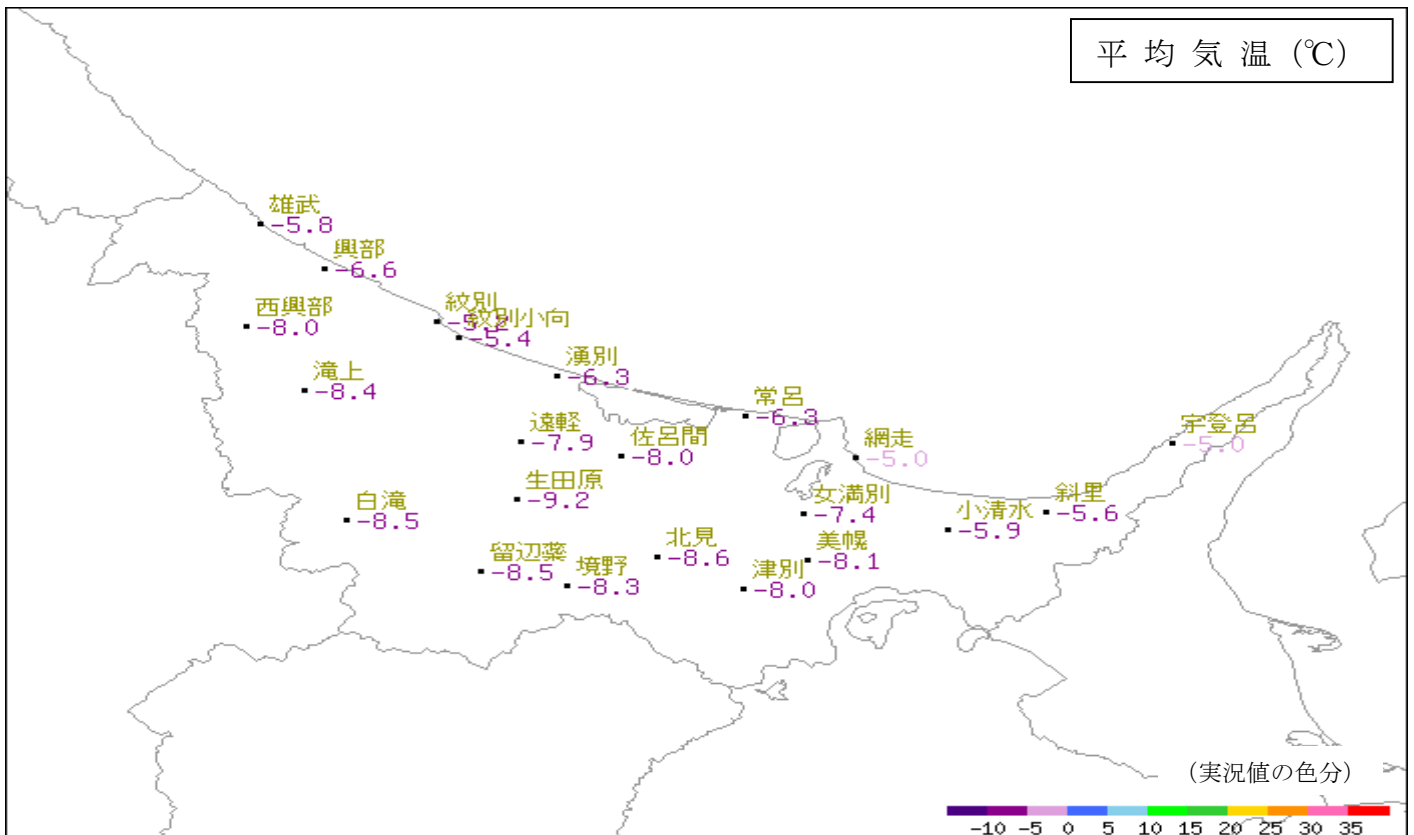 平均気温（℃）
雄武
-5.8
興部
-6.6
西興部
-8.0
紋別
紋別小向
-5.4
滝上
-8.4
湧別
-6.3
常呂
-6.3
遠軽
-7.9
佐呂間
-8.0
網走
-5.0
宇登呂
-5.0
生田原
-9.2
白滝
-8.5
女満別
-7.4
小清水
-5.9
斜里
-5.6
留辺蘂
-8.5
境野
-8.3
北見
-8.6
津別
-8.0
美幌
-8.1
（実況値の色分）
-10 -5 0 5 10 15 20 25 30 35